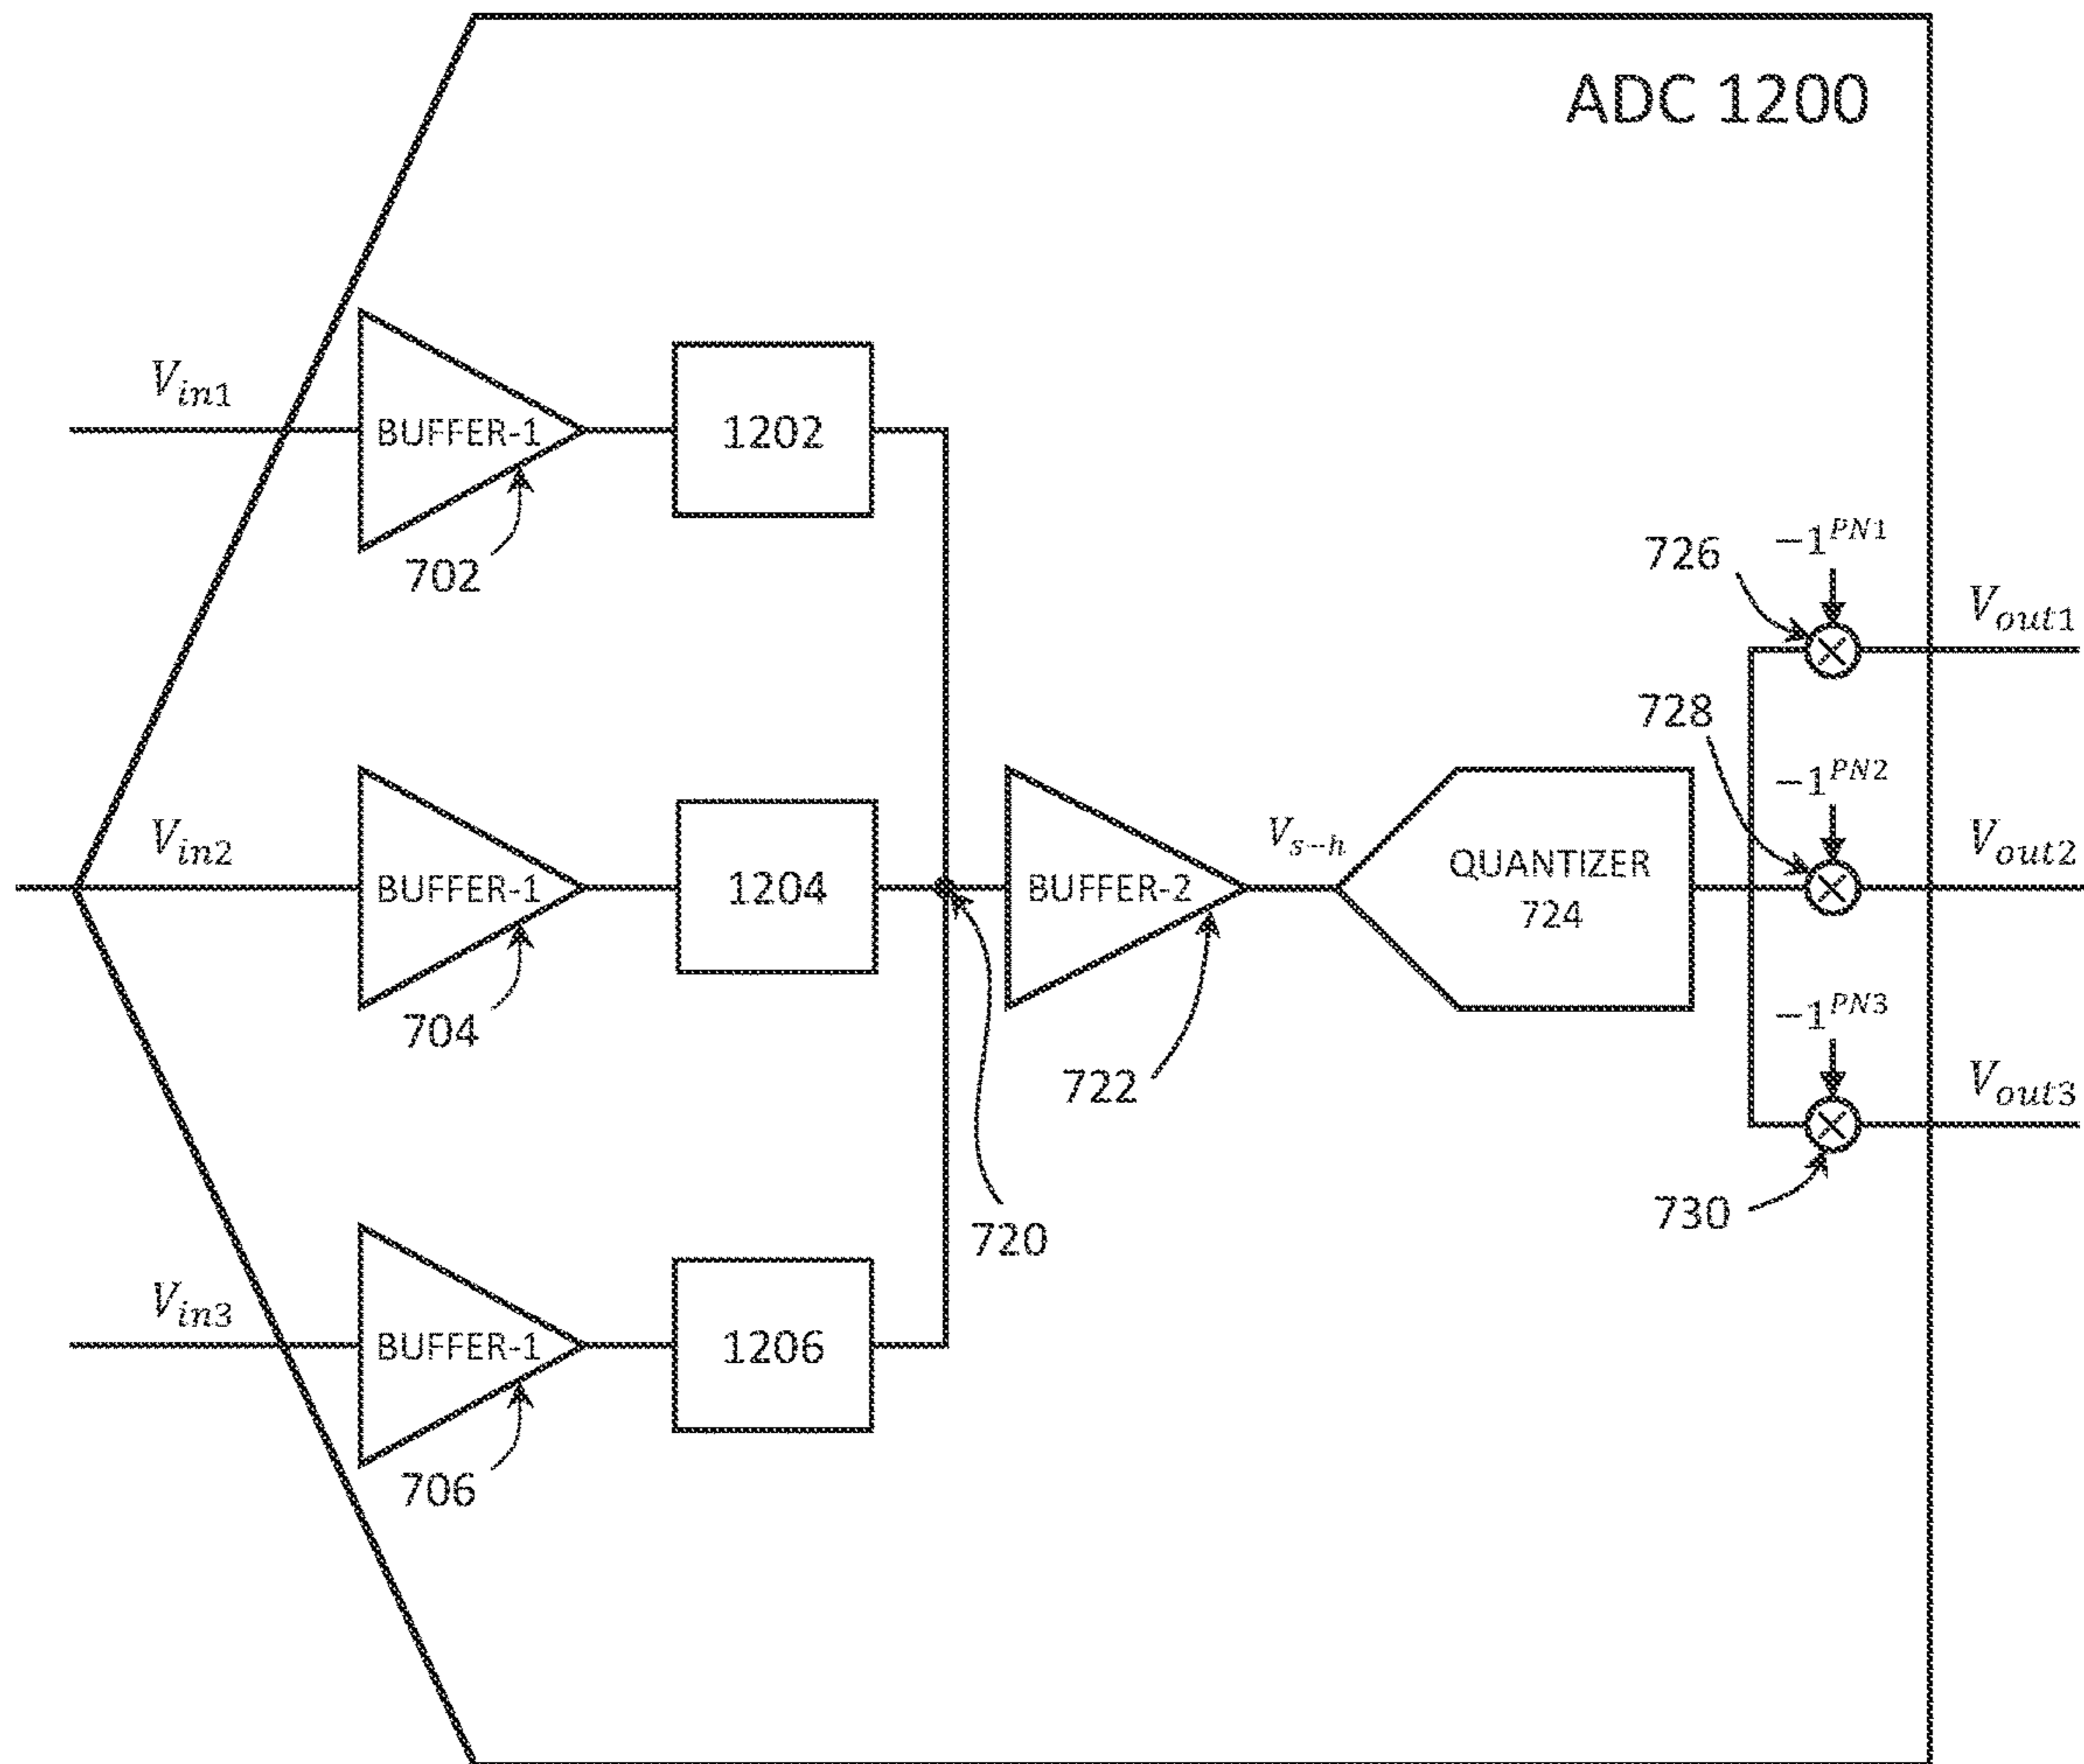 ADC 1200
V_in1
BUFFER-1
1202
702
−1^PN1
726
V_out1
728
−1^PN2
V_in2
BUFFER-1
1204
BUFFER-2
V_s-h
QUANTIZER
724
V_out2
704
722
−1^PN3
V_out3
720
730
V_in3
BUFFER-1
1206
706